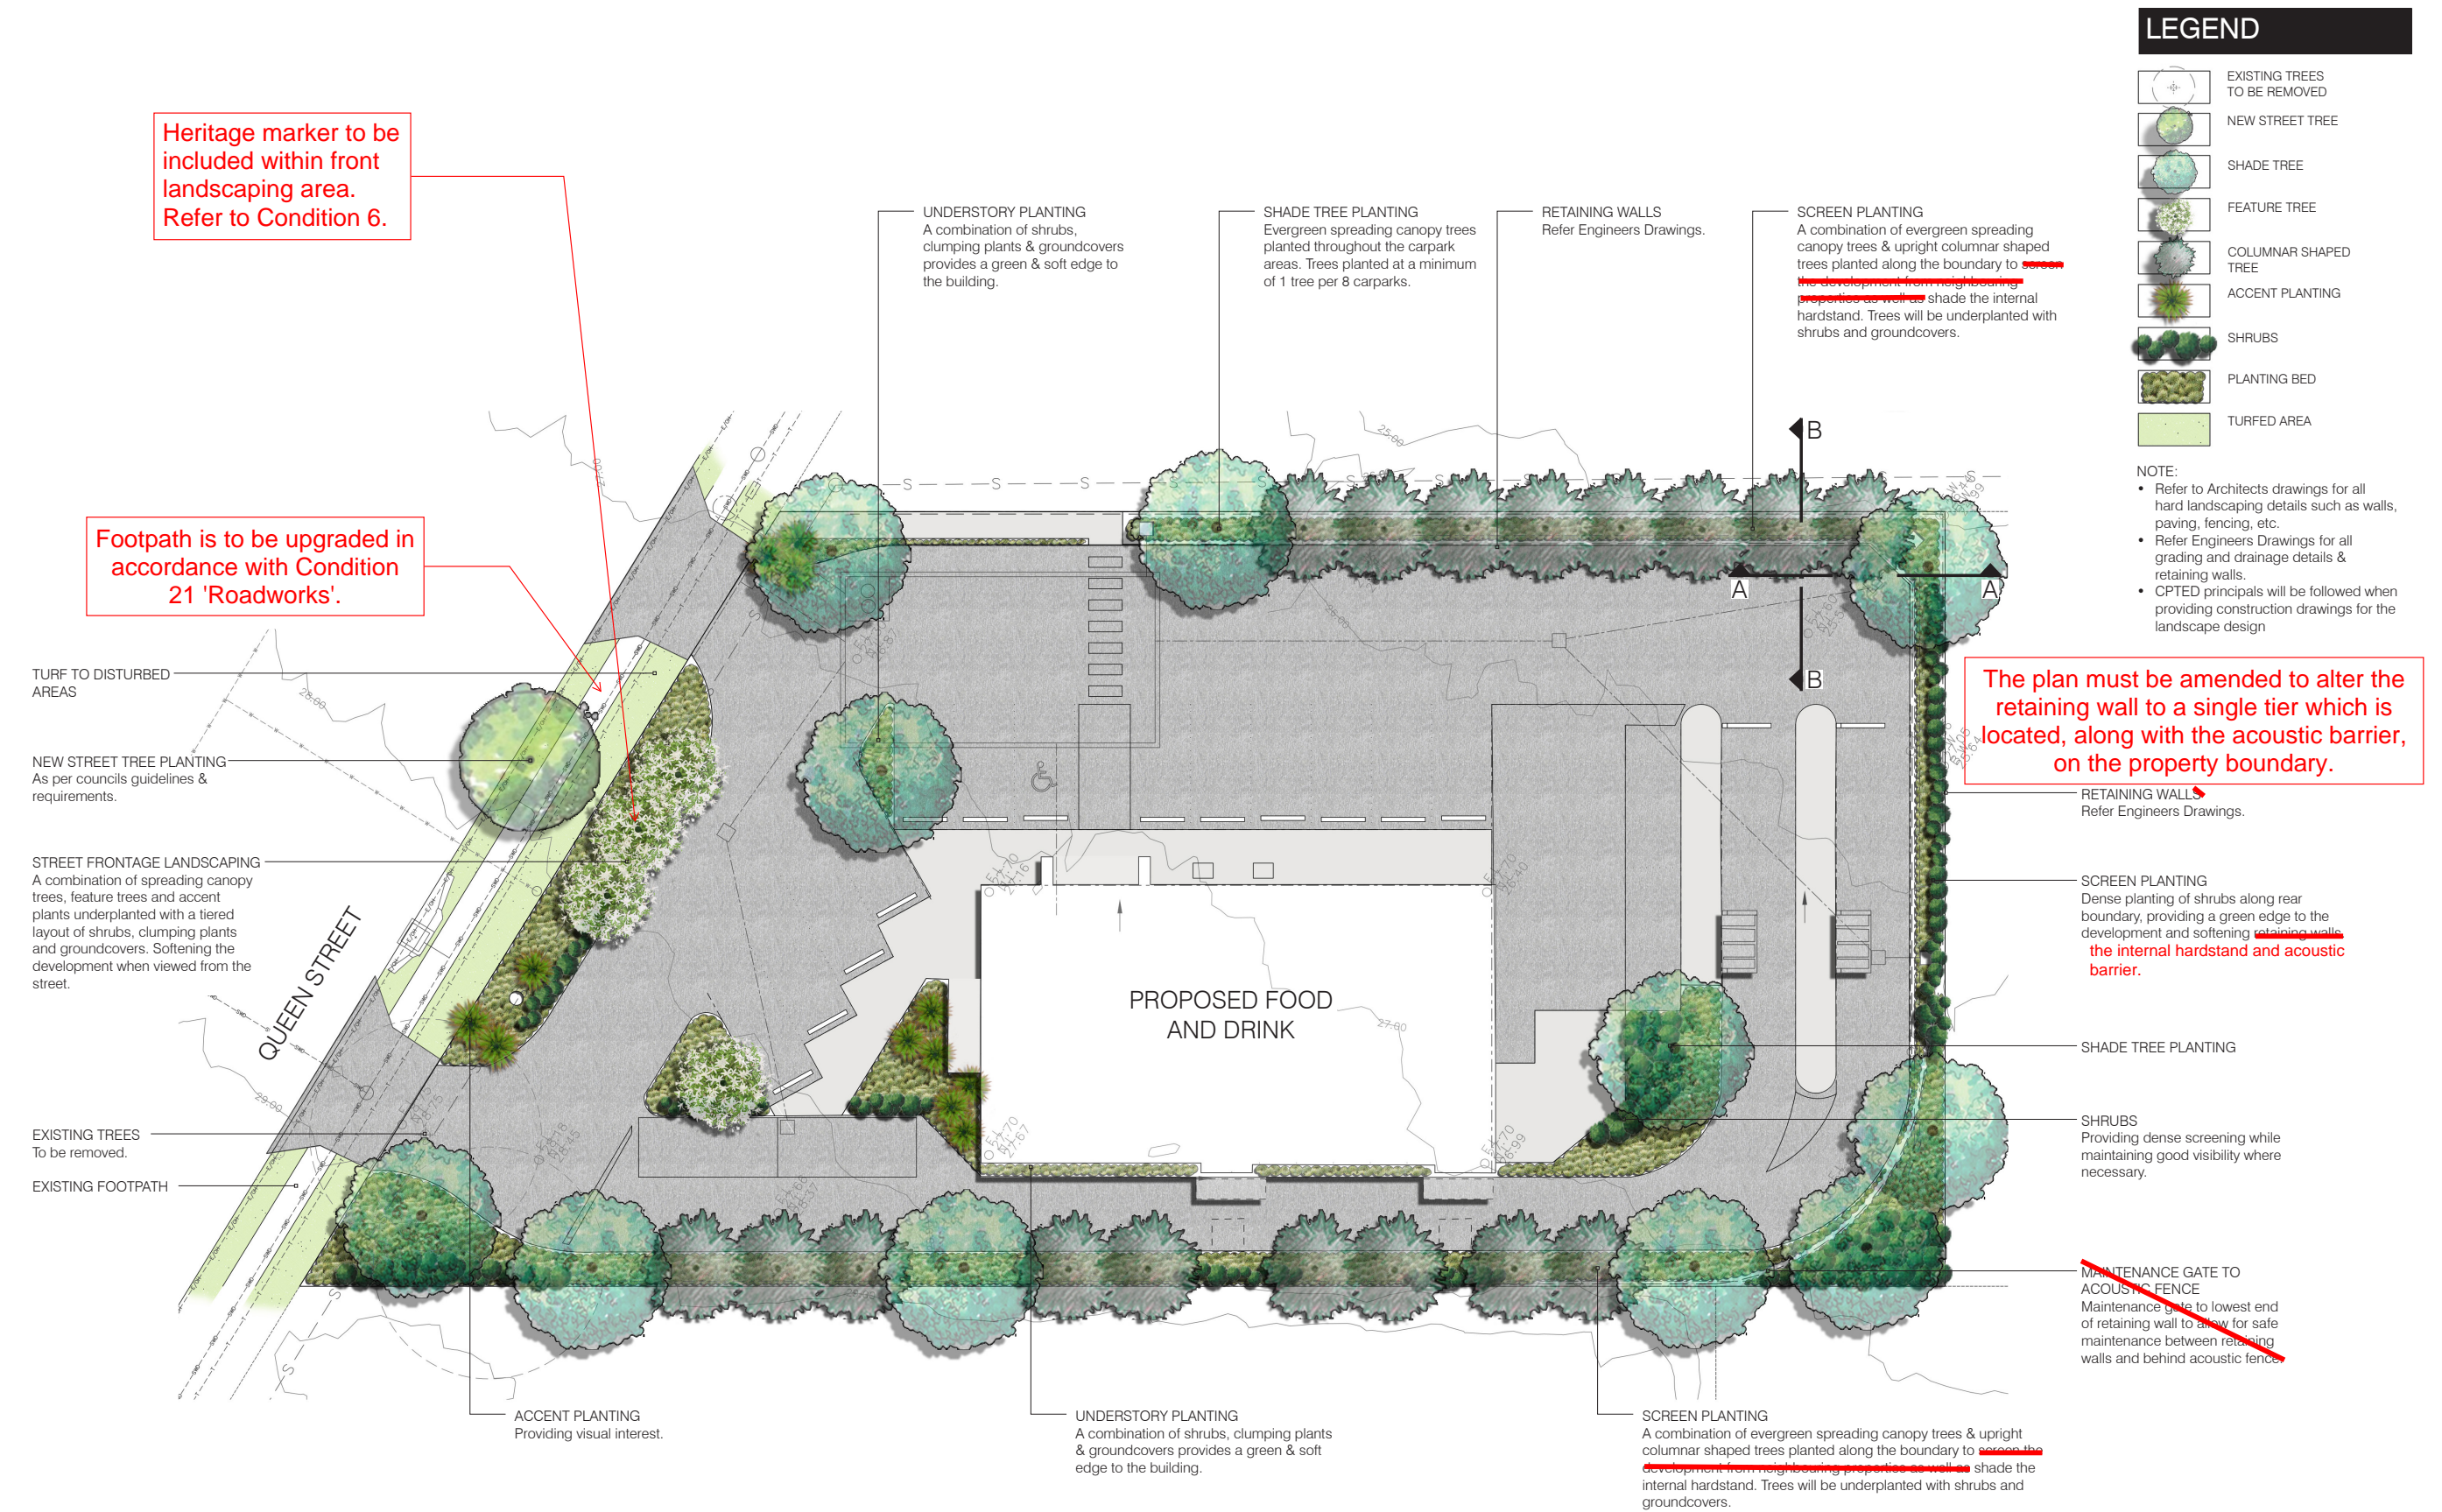 LEGEND
EXISTING TREES
TO BE REMOVED
NEW STREET TREE
SHADE TREE
FEATURE TREE
COLUMNAR SHAPED
TREE
ACCENT PLANTING
SHRUBS
PLANTING BED
TURFED AREA
NOTE:
• Refer to Architects drawings for all
hard landscaping details such as walls,
paving, fencing, etc.
• Refer Engineers Drawings for all
grading and drainage details &
retaining walls.
• CPTED principals will be followed when
providing construction drawings for the
landscape design
Heritage marker to be
included within front
landscaping area.
Refer to Condition 6.
UNDERSTORY PLANTING
A combination of shrubs,
clumping plants & groundcovers
provides a green & soft edge to
the building.
SHADE TREE PLANTING
Evergreen spreading canopy trees
planted throughout the carpark
areas. Trees planted at a minimum
of 1 tree per 8 carparks.
RETAINING WALLS
Refer Engineers Drawings.
SCREEN PLANTING
A combination of evergreen spreading
canopy trees & upright columnar shaped
trees planted along the boundary to screen
the development from neighbouring
properties as well as shade the internal
hardstand. Trees will be underplanted with
shrubs and groundcovers.
Footpath is to be upgraded in
accordance with Condition
21 'Roadworks'.
The plan must be amended to alter the
retaining wall to a single tier which is
located, along with the acoustic barrier,
on the property boundary.
TURF TO DISTURBED
AREAS
NEW STREET TREE PLANTING
As per councils guidelines &
requirements.
STREET FRONTAGE LANDSCAPING
A combination of spreading canopy
trees, feature trees and accent
plants underplanted with a tiered
layout of shrubs, clumping plants
and groundcovers. Softening the
development when viewed from the
street.
QUEEN STREET
EXISTING TREES
To be removed.
EXISTING FOOTPATH
B
A
A
B
25.00
26.00
28.00
27.00
29.00
PROPOSED FOOD
AND DRINK
RETAINING WALLS
Refer Engineers Drawings.
SCREEN PLANTING
Dense planting of shrubs along rear
boundary, providing a green edge to the
development and softening retaining walls
the internal hardstand and acoustic
barrier.
SHADE TREE PLANTING
SHRUBS
Providing dense screening while
maintaining good visibility where
necessary.
MAINTENANCE GATE TO
ACOUSTIC FENCE
Maintenance gate to lowest end
of retaining wall to allow for safe
maintenance between retaining
walls and behind acoustic fence.
ACCENT PLANTING
Providing visual interest.
UNDERSTORY PLANTING
A combination of shrubs, clumping plants
& groundcovers provides a green & soft
edge to the building.
SCREEN PLANTING
A combination of evergreen spreading canopy trees & upright
columnar shaped trees planted along the boundary to screen the
development from neighbouring properties as well as shade the
internal hardstand. Trees will be underplanted with shrubs and
groundcovers.